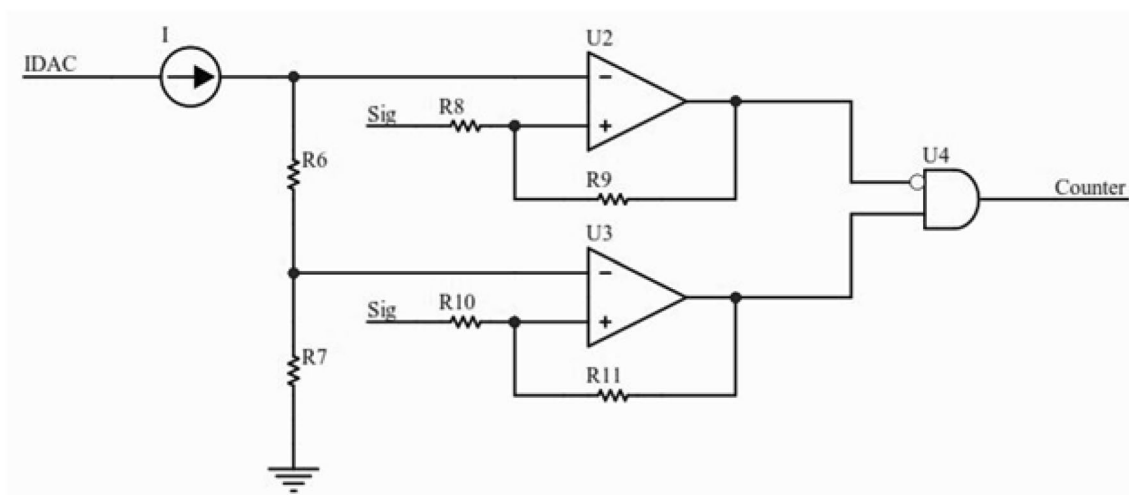 I
IDAC
U2
−
Sig
R8
+
R6
R9
U4
Counter
U3
−
Sig
R10
+
R7
R11